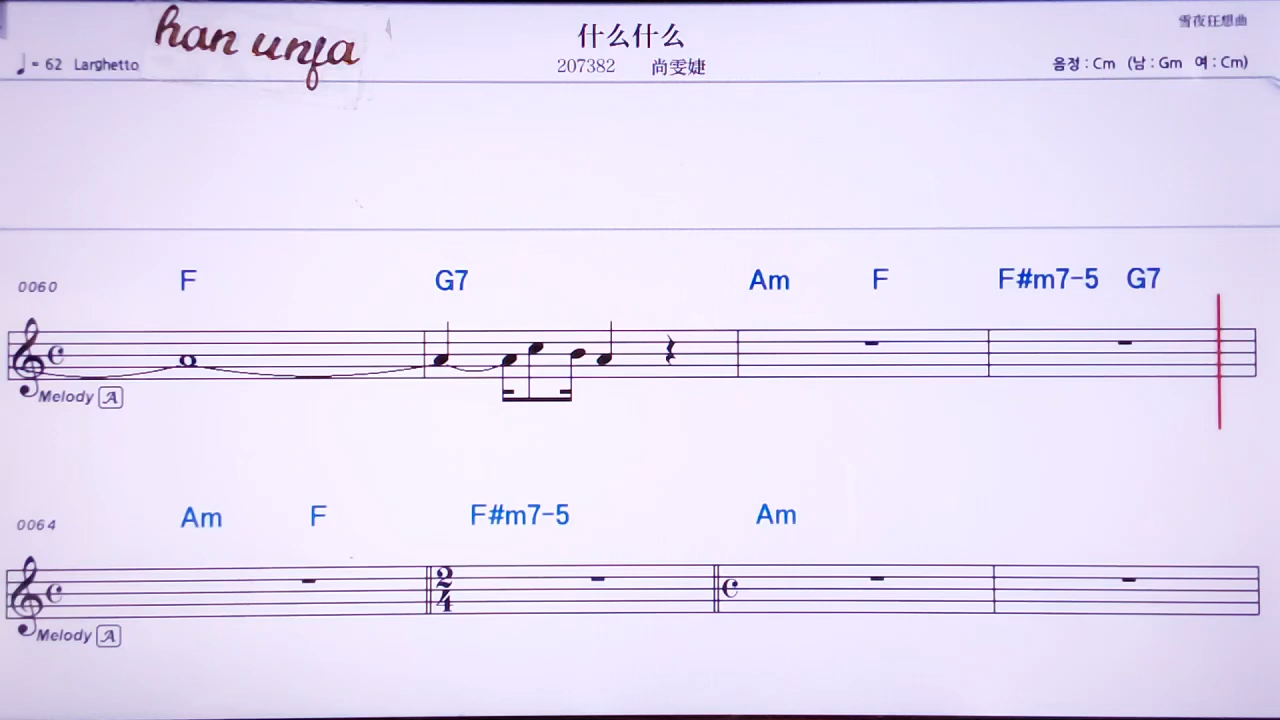 han unfa
什么什么
雪夜狂想曲
♩= 62 Larghetto
207382 尚雯婕
음정 : Cm (남 : Gm 여 : Cm)
0060 F G7 Am F F#m7-5 G7
Melody A
0064 Am F F#m7-5 Am
2/4
Melody A